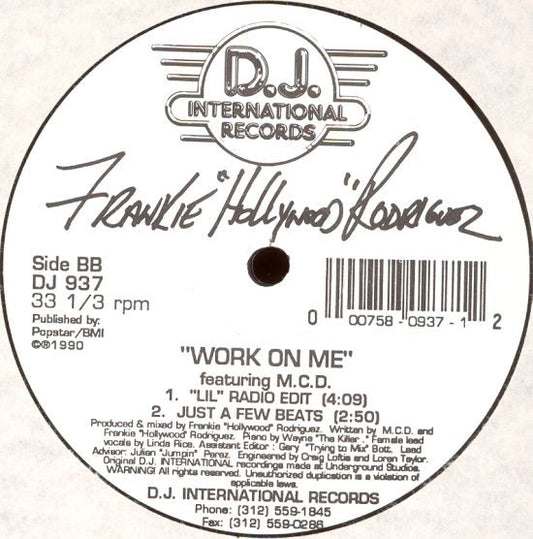 D.J.
INTERNATIONAL
RECORDS
FRANKIE "HOLLYWOOD" RODRIGUEZ
Side BB
DJ 937
33 1/3 rpm
Published by:
Popstar/BMI
©℗1990
0 00758 - 0937 - 1 2
"WORK ON ME"
featuring M.C.D.
1. "LIL" RADIO EDIT (4:09)
2. JUST A FEW BEATS (2:50)
Produced & mixed by Frankie "Hollywood" Rodriguez. Written by M.C.D. and
Frankie "Hollywood" Rodriguez. Piano by Wayne "The Killer". Female lead
vocals by Linda Rice. Assistant Editor : Gary "Trying to Mix" Bott. Lead
Advisor: Julian "Jumpin" Perez. Engineered by Craig Loftis and Loren Taylor.
Original D.J. INTERNATIONAL recordings made at Underground Studios.
WARNING! All rights reserved. Unauthorized duplication is a violation of
applicable laws.
D.J. INTERNATIONAL RECORDS
Phone: (312) 559-1845
Fax: (312) 559-0286